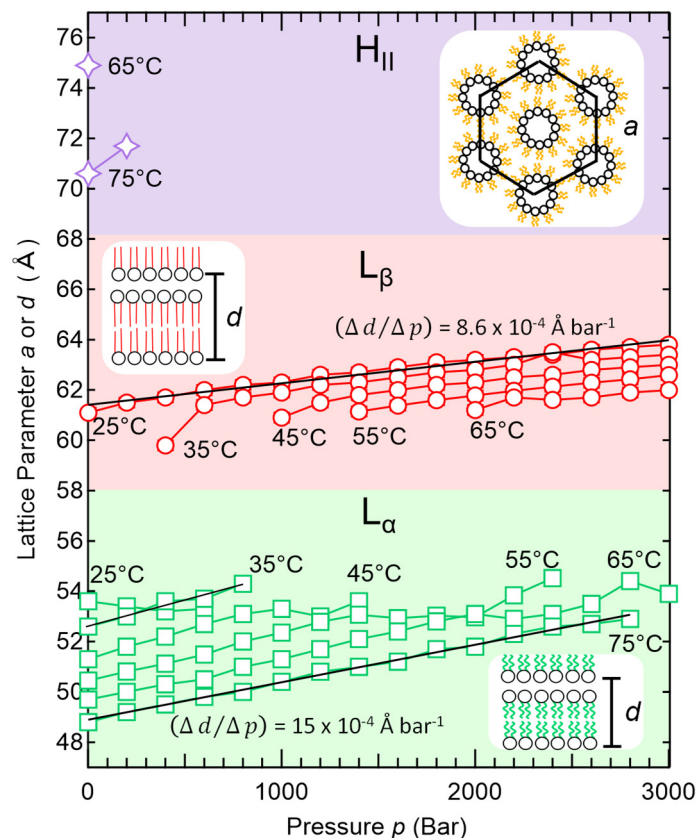 76
74
72
70
68
66
64
62
60
58
56
54
52
50
48
Lattice Parameter a or d (Å)
H_II
65°C
75°C
a
L_β
d
(Δd/Δp) = 8.6 x 10⁻⁴ Å bar⁻¹
25°C
35°C
45°C
55°C
65°C
L_α
25°C
35°C
45°C
55°C
65°C
75°C
(Δd/Δp) = 15 x 10⁻⁴ Å bar⁻¹
d
0
1000
2000
3000
Pressure p (Bar)